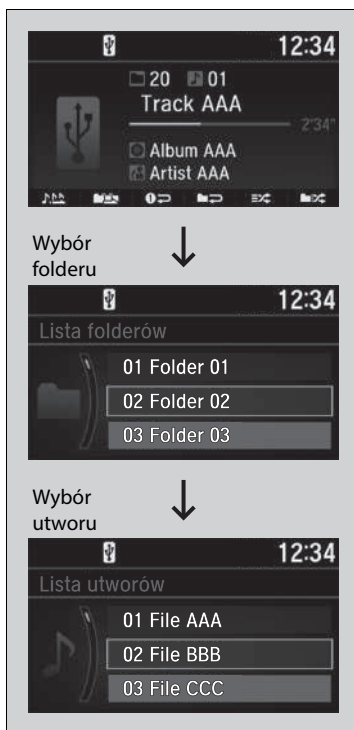 12:34
20 01
Track AAA
2'34"
Album AAA
Artist AAA
Wybór
folderu
12:34
Lista folderów
01 Folder 01
02 Folder 02
03 Folder 03
Wybór
utworu
12:34
Lista utworów
01 File AAA
02 File BBB
03 File CCC